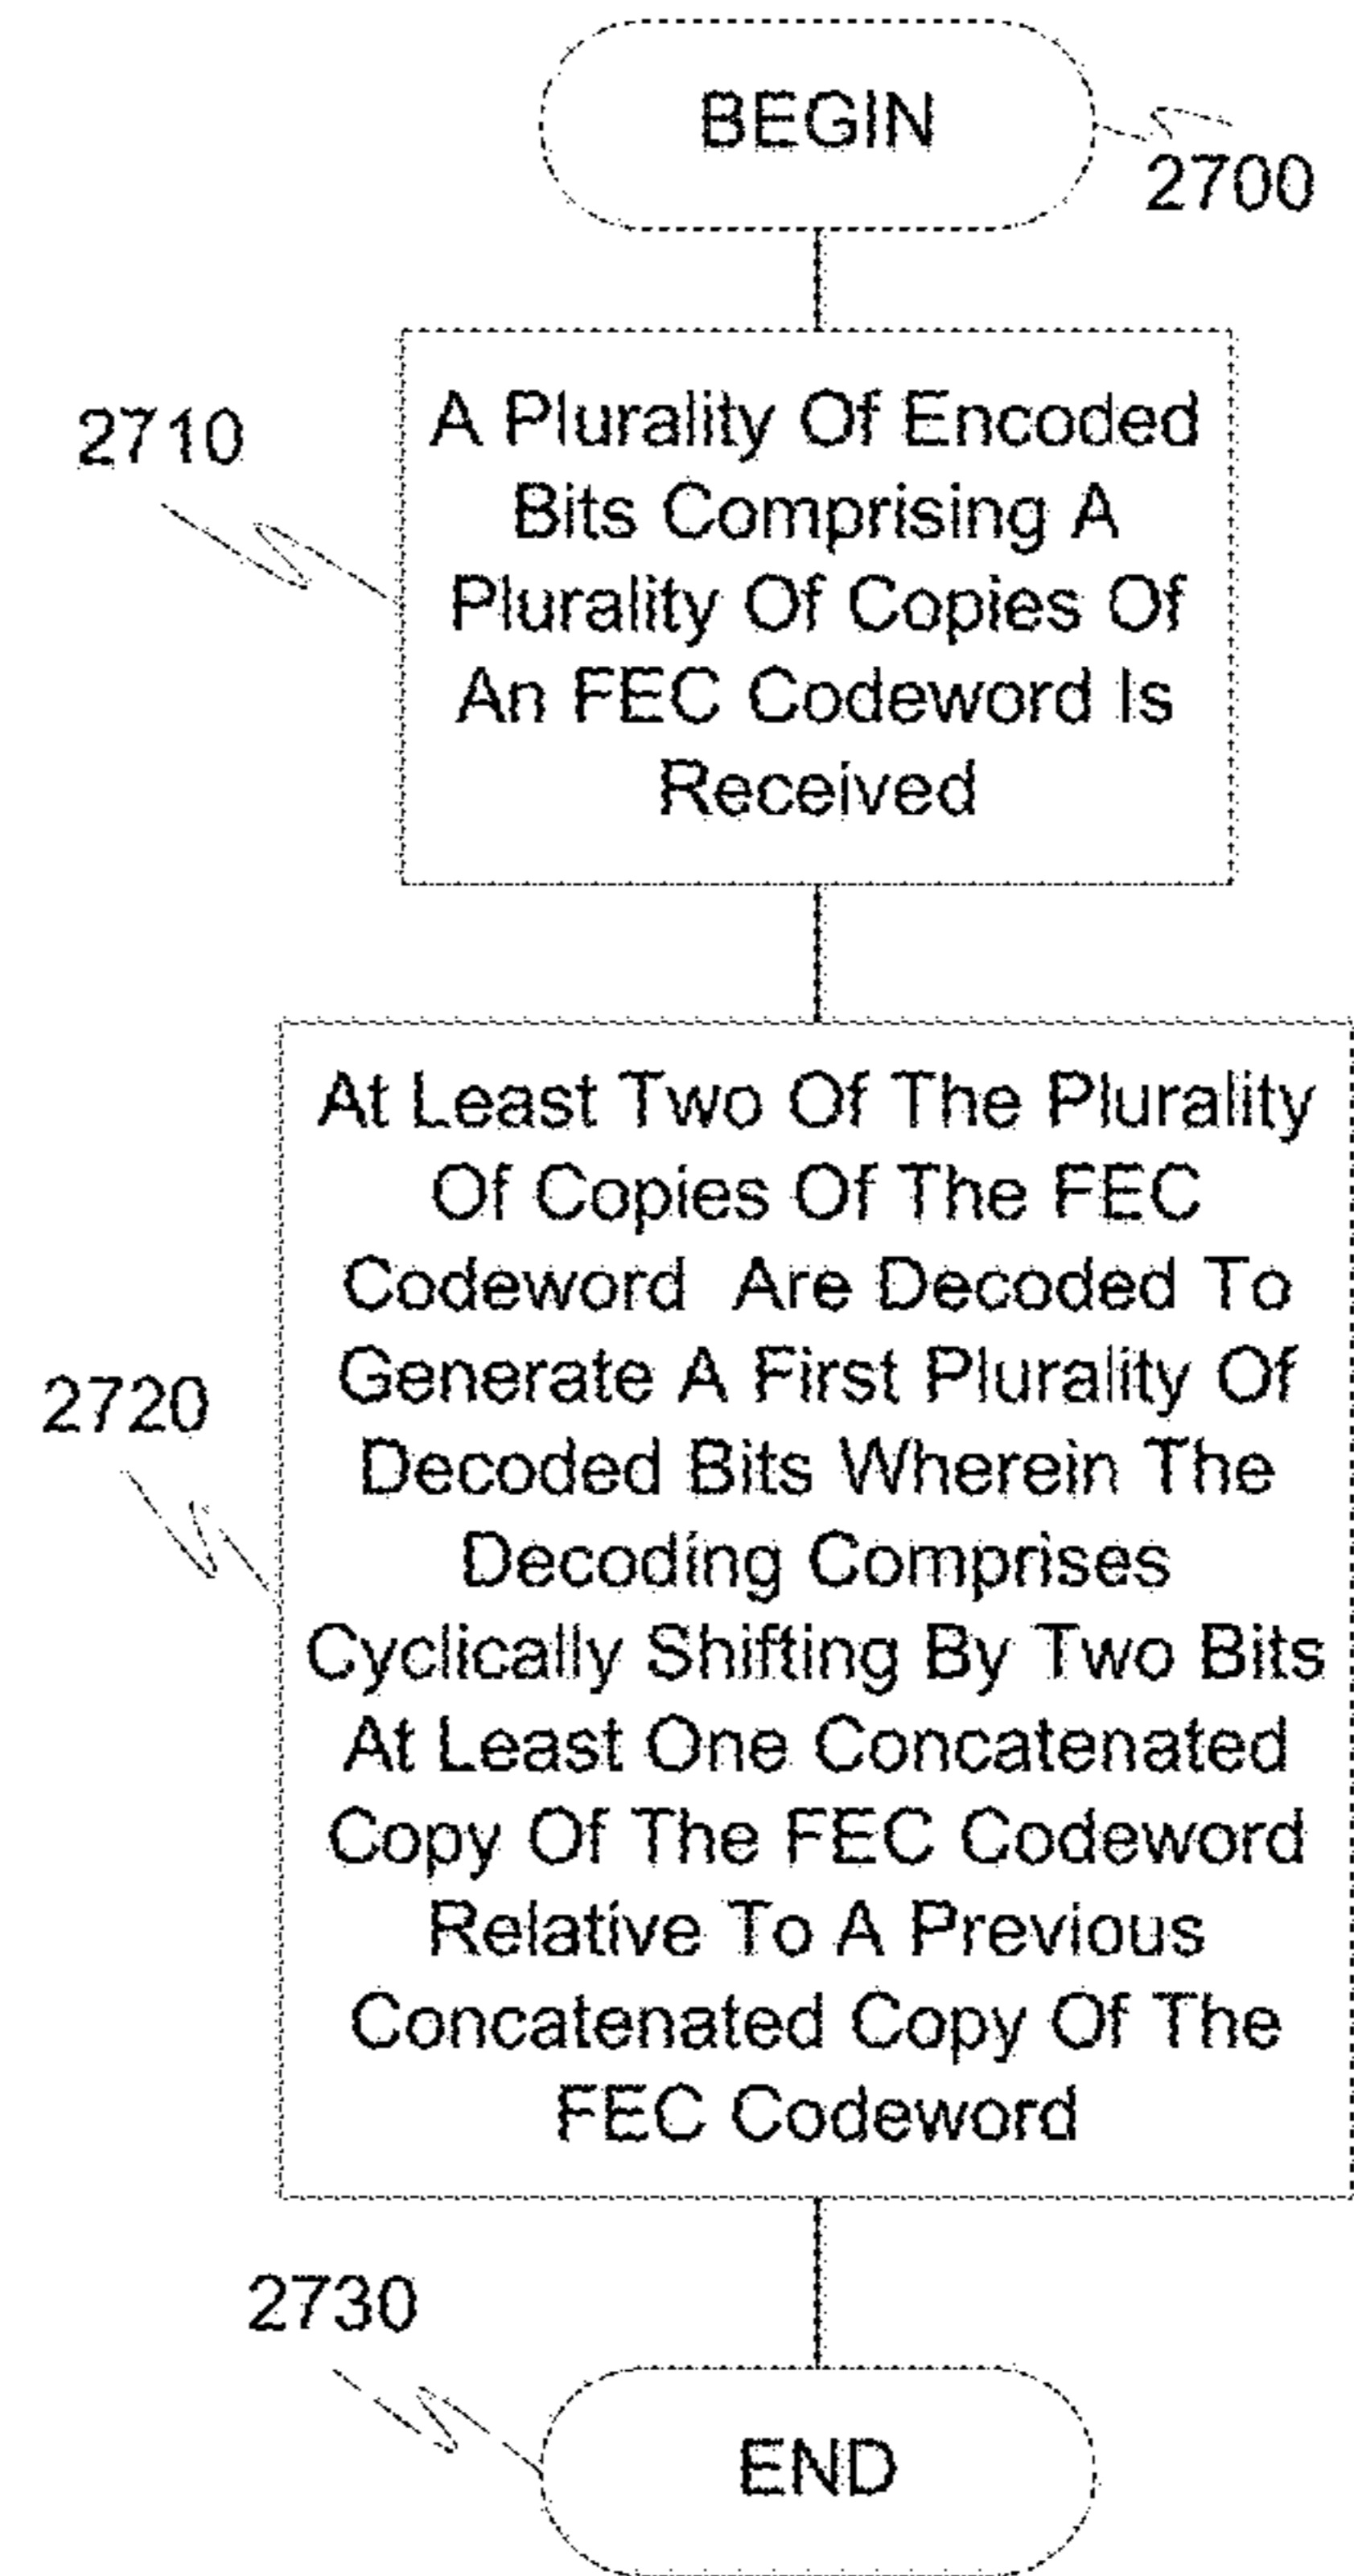 BEGIN
2700
2710
A Plurality Of Encoded
Bits Comprising A
Plurality Of Copies Of
An FEC Codeword Is
Received
2720
At Least Two Of The Plurality
Of Copies Of The FEC
Codeword Are Decoded To
Generate A First Plurality Of
Decoded Bits Wherein The
Decoding Comprises
Cyclically Shifting By Two Bits
At Least One Concatenated
Copy Of The FEC Codeword
Relative To A Previous
Concatenated Copy Of The
FEC Codeword
2730
END